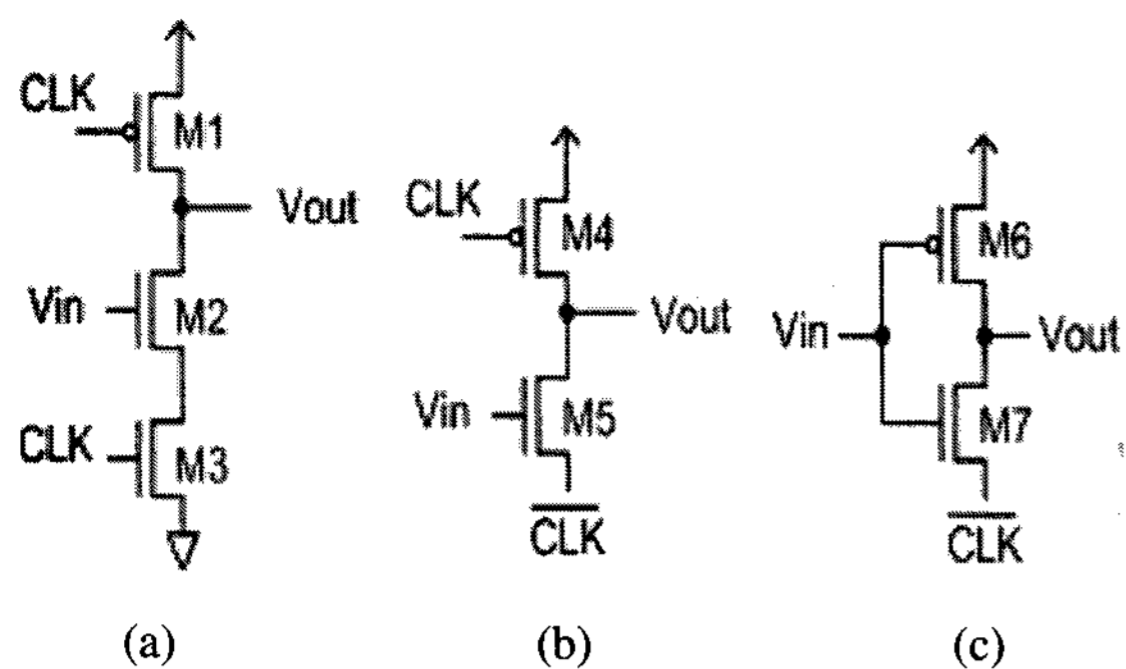 CLK
M1
Vout
Vin
M2
CLK
M3
(a)
CLK
M4
Vout
Vin
M5
CLK
(b)
M6
Vin
Vout
M7
CLK
(c)